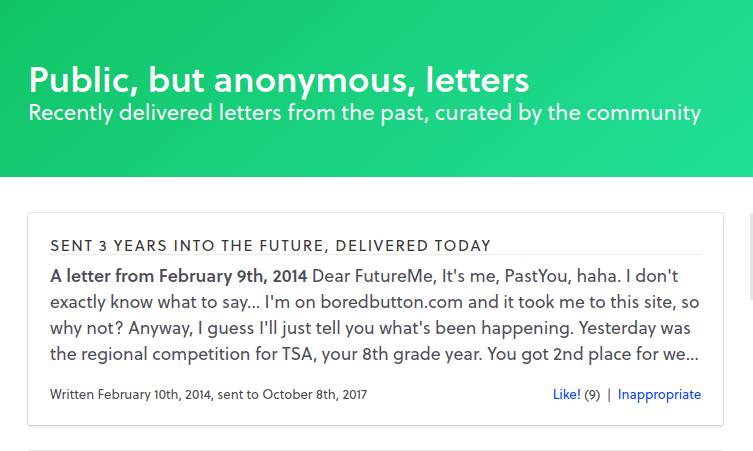 Public, but anonymous, letters
Recently delivered letters from the past, curated by the community
SENT 3 YEARS INTO THE FUTURE, DELIVERED TODAY
A letter from February 9th, 2014 Dear FutureMe, It's me, PastYou, haha. I don't
exactly know what to say... I'm on boredbutton.com and it took me to this site, so
why not? Anyway, I guess I'll just tell you what's been happening. Yesterday was
the regional competition for TSA, your 8th grade year. You got 2nd place for we...
Written February 10th, 2014, sent to October 8th, 2017 Like! (9) | Inappropriate